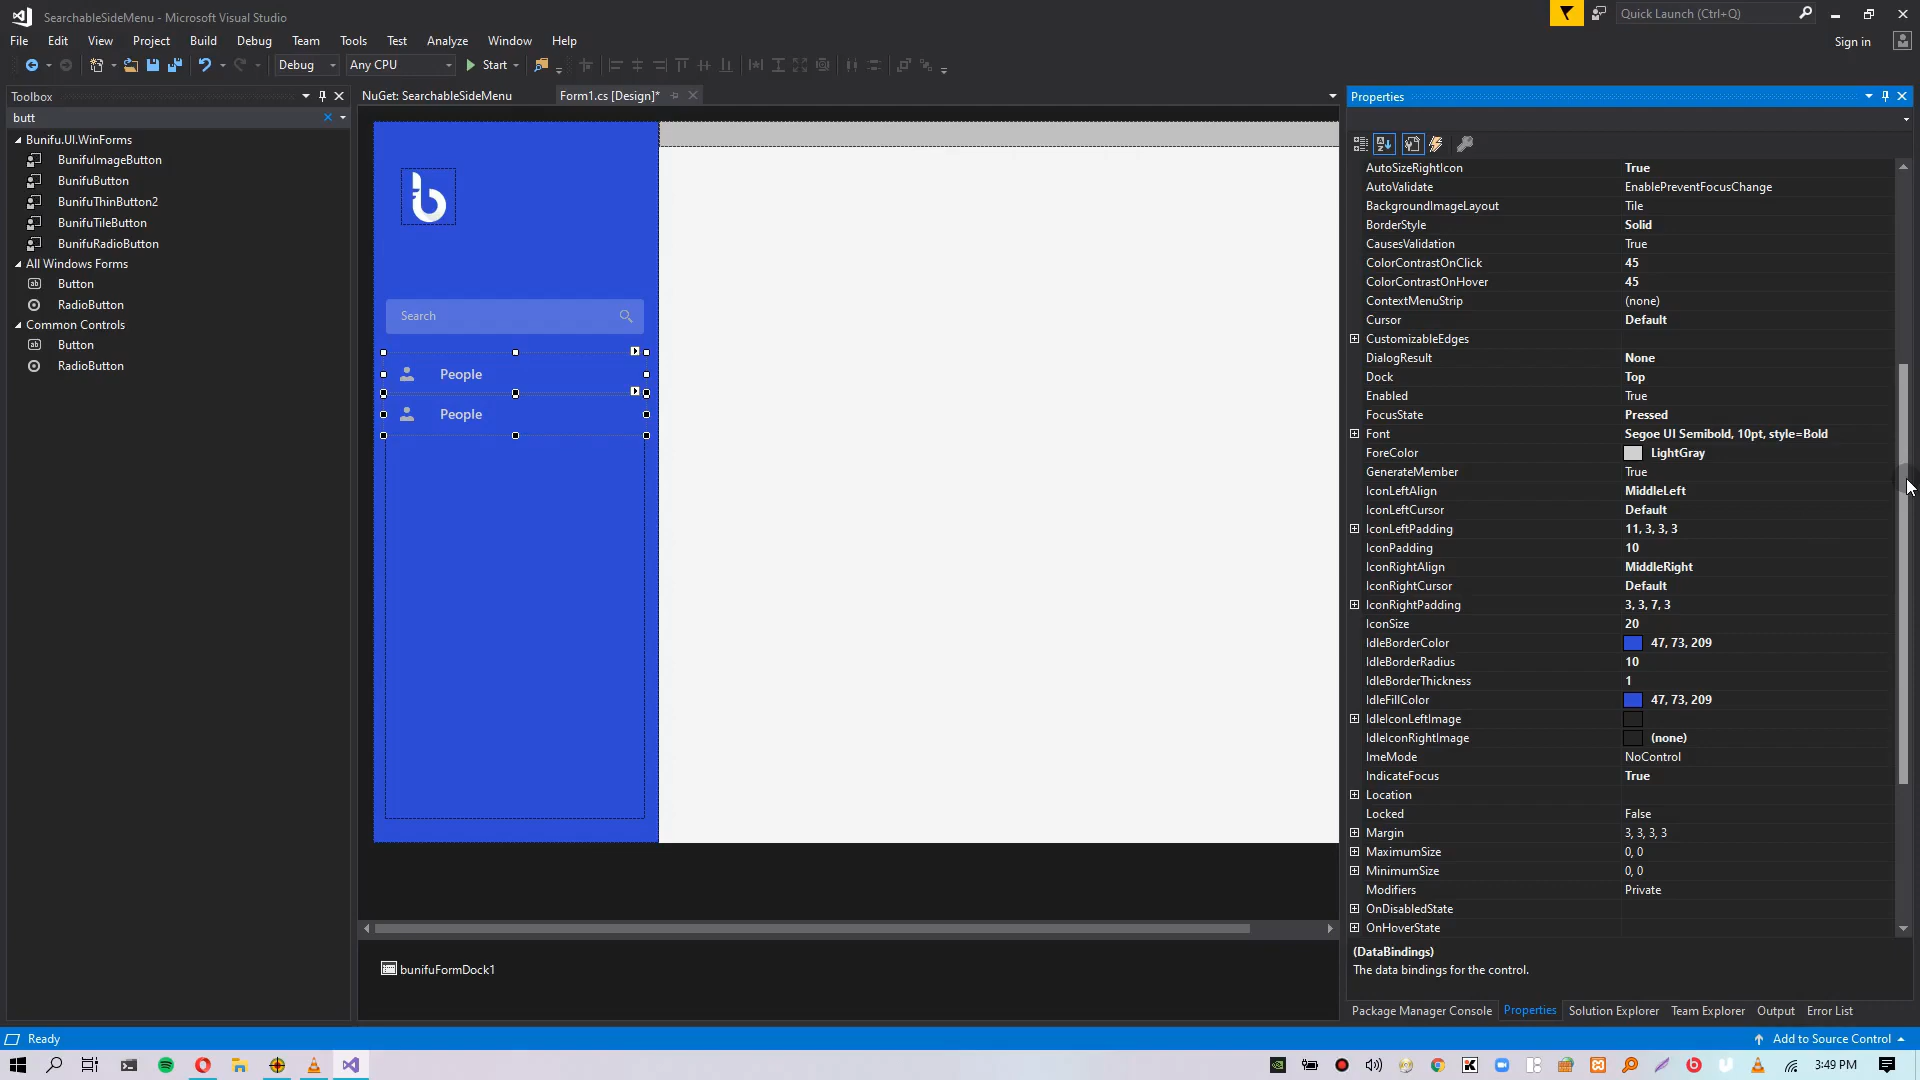 SearchableSideMenu - Microsoft Visual Studio
Quick Launch (Ctrl+Q)
File Edit View Project Build Debug Team Tools Test Analyze Window Help
Sign in
Debug Any CPU Start
Toolbox
NuGet: SearchableSideMenu
Form1.cs [Design]*
Properties
butt
Bunifu.UI.WinForms
BunifuImageButton
BunifuButton
BunifuThinButton2
BunifuTileButton
BunifuRadioButton
All Windows Forms
Button
RadioButton
Common Controls
Button
RadioButton
b
Search
People
People
bunifuFormDock1
AutoSizeRightIcon True
AutoValidate EnablePreventFocusChange
BackgroundImageLayout Tile
BorderStyle Solid
CausesValidation True
ColorContrastOnClick 45
ColorContrastOnHover 45
ContextMenuStrip (none)
Cursor Default
CustomizableEdges
DialogResult None
Dock Top
Enabled True
FocusState Pressed
Font Segoe UI Semibold, 10pt, style=Bold
ForeColor LightGray
GenerateMember True
IconLeftAlign MiddleLeft
IconLeftCursor Default
IconLeftPadding 11, 3, 3, 3
IconPadding 10
IconRightAlign MiddleRight
IconRightCursor Default
IconRightPadding 3, 3, 7, 3
IconSize 20
IdleBorderColor 47, 73, 209
IdleBorderRadius 10
IdleBorderThickness 1
IdleFillColor 47, 73, 209
IdleIconLeftImage
IdleIconRightImage (none)
ImeMode NoControl
IndicateFocus True
Location
Locked False
Margin 3, 3, 3, 3
MaximumSize 0, 0
MinimumSize 0, 0
Modifiers Private
OnDisabledState
OnHoverState
(DataBindings)
The data bindings for the control.
Package Manager Console Properties Solution Explorer Team Explorer Output Error List
Ready
Add to Source Control
3:49 PM